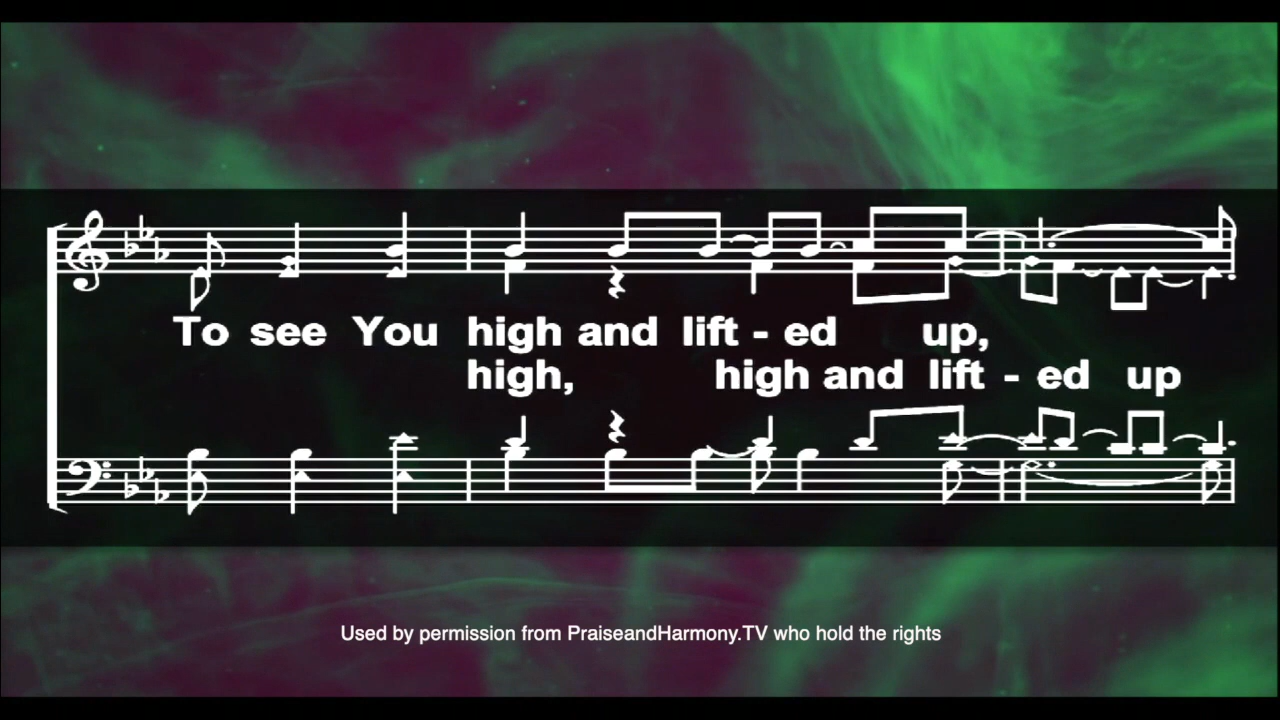 To see You high and lift - ed up,
high, high and lift - ed up
Used by permission from PraiseandHarmony.TV who hold the rights